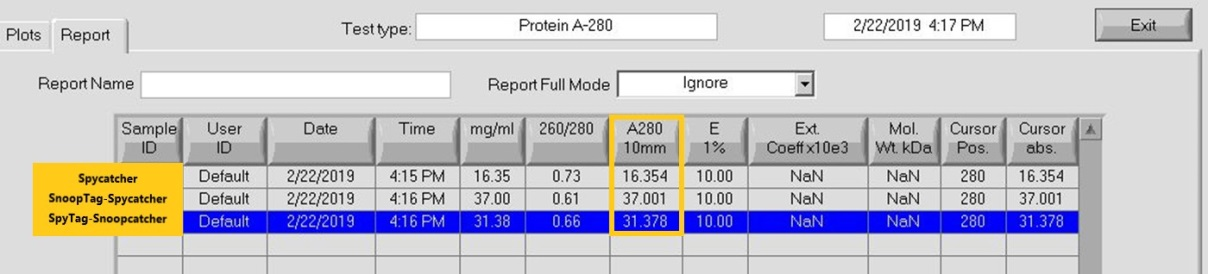 Plots Report Test type: Protein A-280 2/22/2019 4:17 PM Exit
Report Name Report Full Mode Ignore
Sample ID User ID Date Time mg/ml 260/280 A280 10mm E 1% Ext. Coeff x10e3 Mol. Wt. kDa Cursor Pos. Cursor abs.
Spycatcher Default 2/22/2019 4:15 PM 16.35 0.73 16.354 10.00 NaN NaN 280 16.354
SnoopTag-Spycatcher Default 2/22/2019 4:16 PM 37.00 0.61 37.001 10.00 NaN NaN 280 37.001
SpyTag-Snoopcatcher Default 2/22/2019 4:16 PM 31.38 0.66 31.378 10.00 NaN NaN 280 31.378